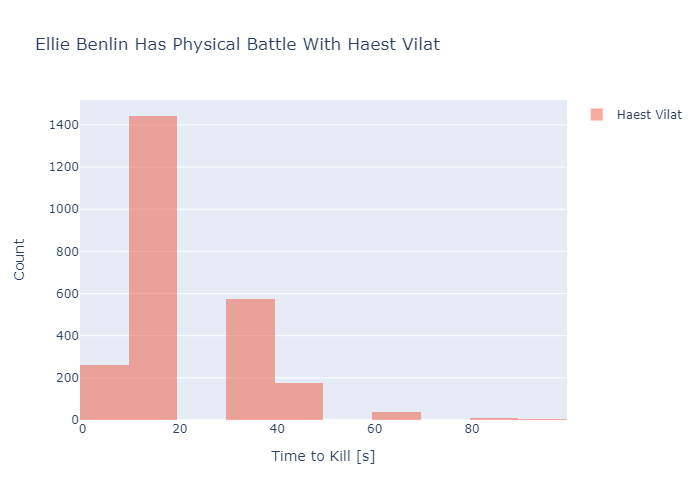 Ellie Benlin Has Physical Battle With Haest Vilat
Haest Vilat
1400
1200
1000
800
600
400
200
0
Count
0 20 40 60 80
Time to Kill [s]